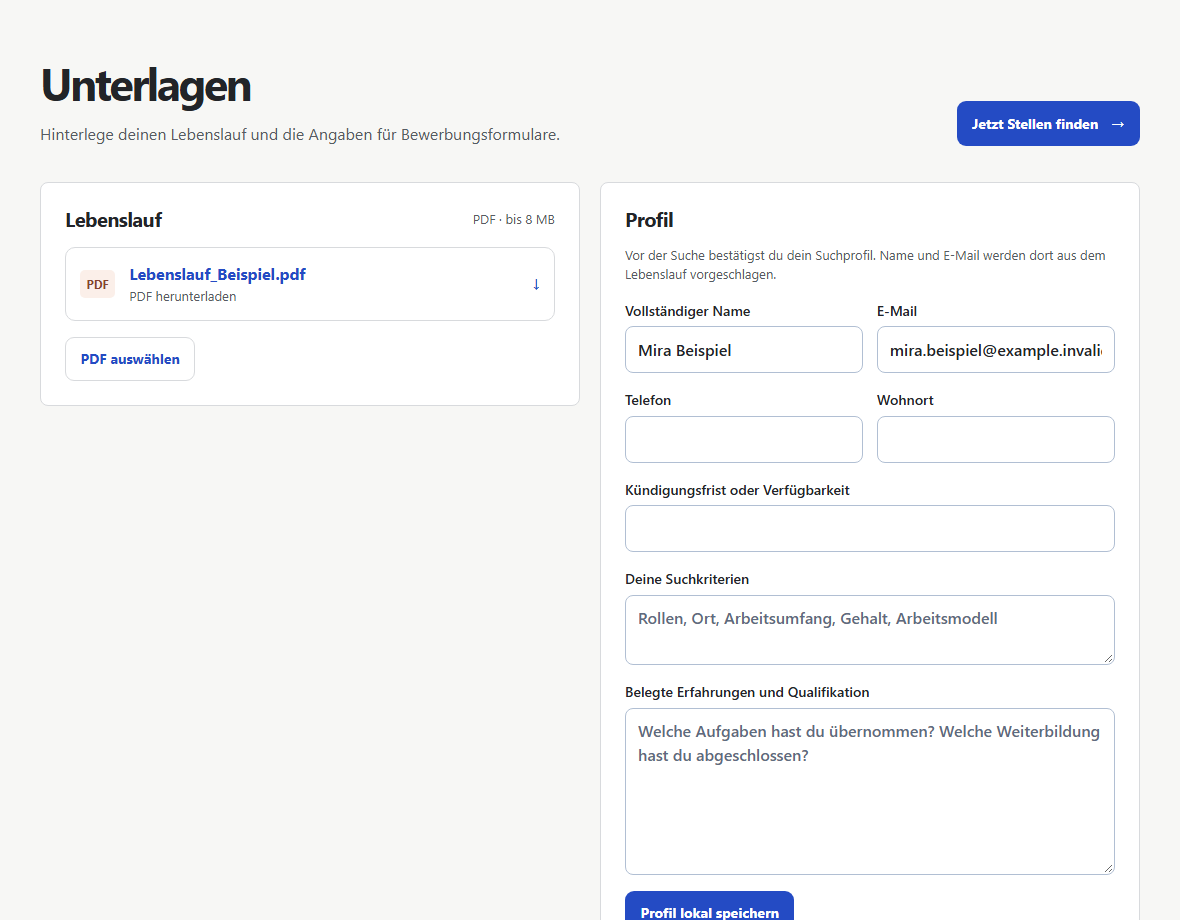 Unterlagen
Hinterlege deinen Lebenslauf und die Angaben für Bewerbungsformulare.
Jetzt Stellen finden →
Lebenslauf
PDF · bis 8 MB
PDF
Lebenslauf_Beispiel.pdf
PDF herunterladen
↓
PDF auswählen
Profil
Vor der Suche bestätigst du dein Suchprofil. Name und E-Mail werden dort aus dem
Lebenslauf vorgeschlagen.
Vollständiger Name
Mira Beispiel
E-Mail
mira.beispiel@example.invali
Telefon
Wohnort
Kündigungsfrist oder Verfügbarkeit
Deine Suchkriterien
Rollen, Ort, Arbeitsumfang, Gehalt, Arbeitsmodell
Belegte Erfahrungen und Qualifikation
Welche Aufgaben hast du übernommen? Welche Weiterbildung
hast du abgeschlossen?
Profil lokal speichern